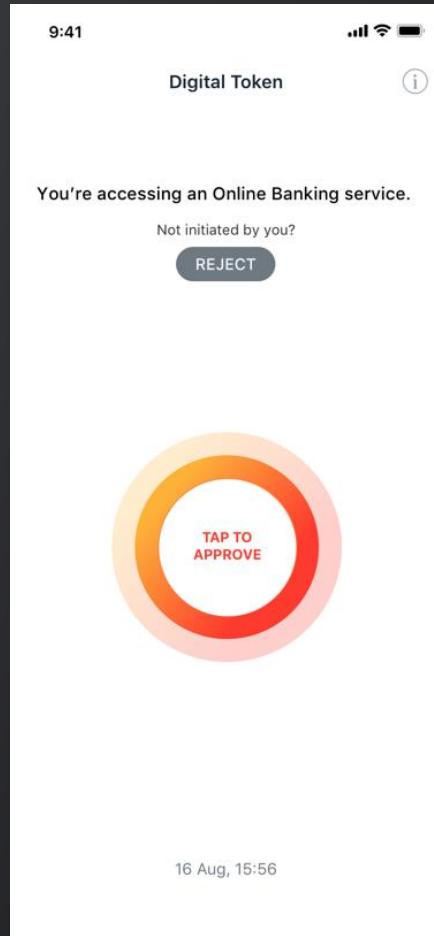 9:41
Digital Token
You’re accessing an Online Banking service.
Not initiated by you?
REJECT
TAP TO
APPROVE
16 Aug, 15:56